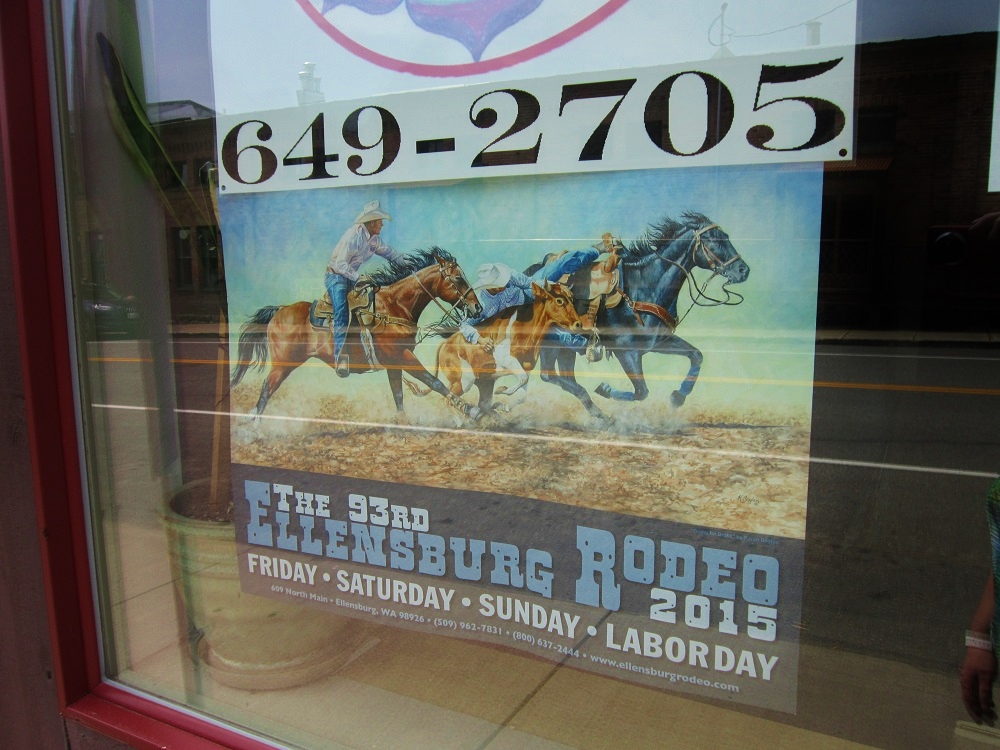 649-2705
THE 93RD
ELLENSBURG RODEO
2015
FRIDAY • SATURDAY • SUNDAY • LABOR DAY
609 North Main • Ellensburg, WA 98926 • (509) 962-7831 • (800) 637-2444 • www.ellensburgrodeo.com